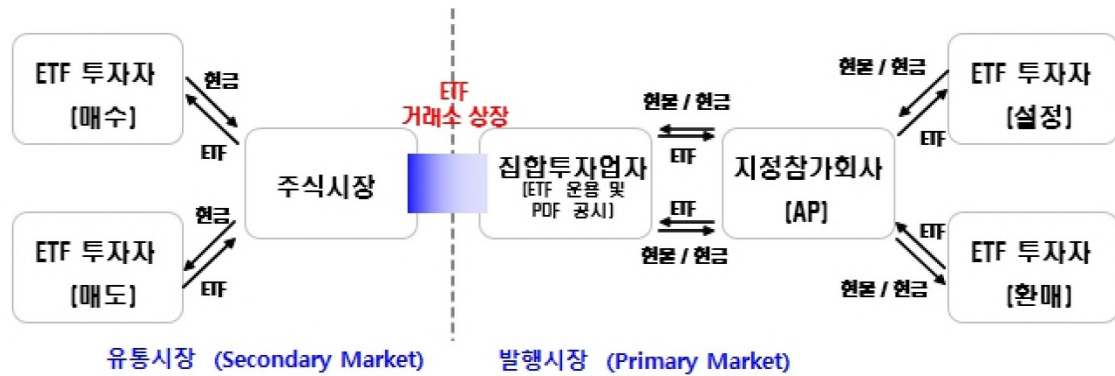 ETF 투자자
[매수]
현금
ETF
ETF 투자자
[매도]
현금
ETF
주식시장
ETF
거래소 상장
집합투자업자
[ETF 운용 및
PDF 공시]
현물 / 현금
ETF
ETF
현물 / 현금
지정참가회사
[AP]
현물 / 현금
ETF
ETF 투자자
[설정]
ETF
현물 / 현금
ETF 투자자
[환매]
유통시장 (Secondary Market)
발행시장 (Primary Market)